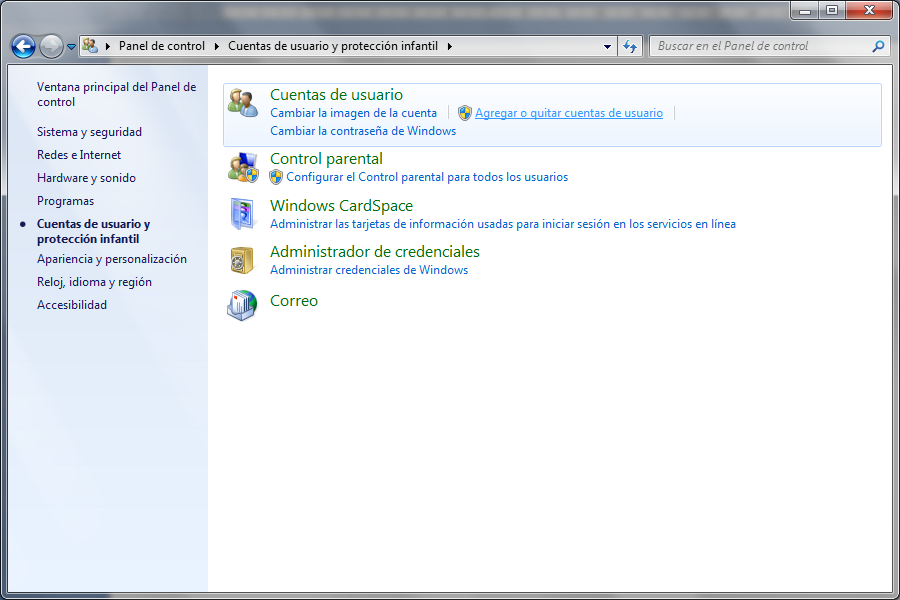 Panel de control Cuentas de usuario y protección infantil
Buscar en el Panel de control
Ventana principal del Panel de
control
Sistema y seguridad
Redes e Internet
Hardware y sonido
Programas
Cuentas de usuario y
protección infantil
Apariencia y personalización
Reloj, idioma y región
Accesibilidad
Cuentas de usuario
Cambiar la imagen de la cuenta
Agregar o quitar cuentas de usuario
Cambiar la contraseña de Windows
Control parental
Configurar el Control parental para todos los usuarios
Windows CardSpace
Administrar las tarjetas de información usadas para iniciar sesión en los servicios en línea
Administrador de credenciales
Administrar credenciales de Windows
Correo